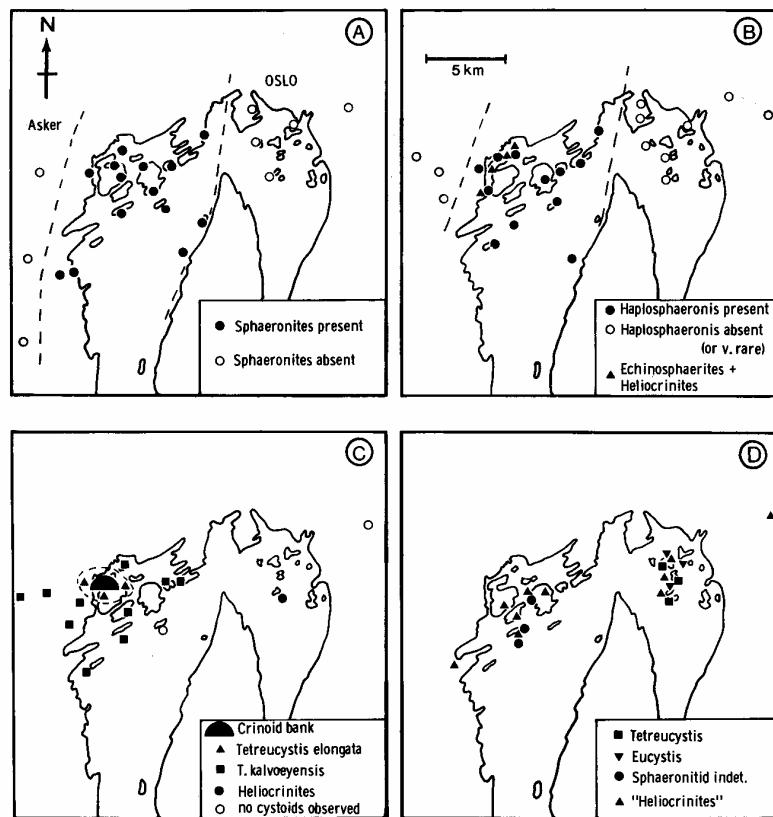 N
A
Asker
OSLO
Sphaeronites present
Sphaeronites absent
B
5 km
Haplosphaeronis present
Haplosphaeronis absent
(or v. rare)
Echinosphaerites +
Heliocrinites
C
Crinoid bank
Tetreucystis elongata
T. kalvoeyensis
Heliocrinites
no cystoids observed
D
Tetreucystis
Eucystis
Sphaeronitid indet.
"Heliocrinites"